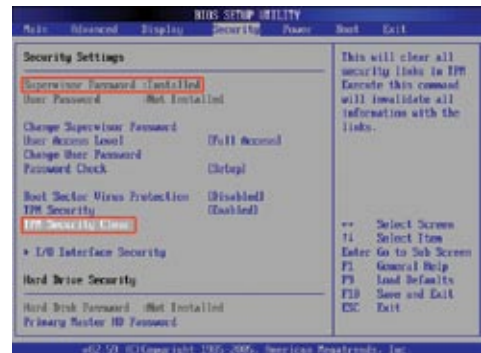 BIOS SETUP UTILITY
Main Advanced Display Security Power Boot Exit
Security Settings
Supervisor Password :Installed
User Password :Not Installed
Change Supervisor Password
User Access Level [Full Access]
Change User Password
Password Check [Setup]
Boot Sector Virus Protection [Disabled]
TPM Security [Enabled]
TPM Security Clear
I/O Interface Security
Hard Drive Security
Hard Disk Password :Not Installed
Primary Master HD Password
This will clear all
security links in TPM
Execute this command
will invalidate all
information with the
links.
Select Screen
↑↓ Select Item
Enter Go to Sub Screen
F1 General Help
F9 Load Defaults
F10 Save and Exit
ESC Exit
v02.59 (C)Copyright 1985-2005, American Megatrends, Inc.